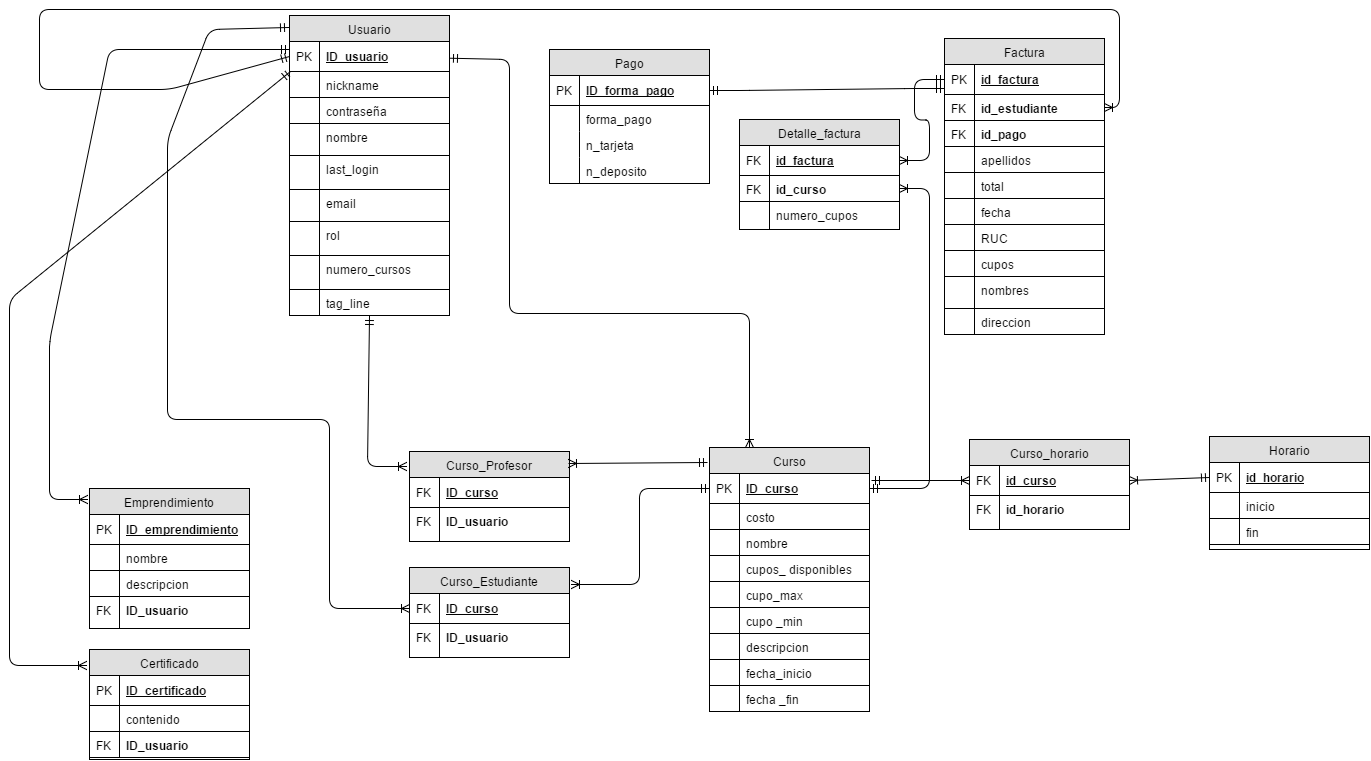 Usuario
PK ID_usuario
nickname
contraseña
nombre
last_login
email
rol
numero_cursos
tag_line
Pago
PK ID_forma_pago
forma_pago
n_tarjeta
n_deposito
Detalle_factura
FK id_factura
FK id_curso
numero_cupos
Factura
PK id_factura
FK id_estudiante
FK id_pago
apellidos
total
fecha
RUC
cupos
nombres
direccion
Emprendimiento
PK ID_emprendimiento
nombre
descripcion
FK ID_usuario
Certificado
PK ID_certificado
contenido
FK ID_usuario
Curso_Profesor
FK ID_curso
FK ID_usuario
Curso_Estudiante
FK ID_curso
FK ID_usuario
Curso
PK ID_curso
costo
nombre
cupos_ disponibles
cupo_max
cupo _min
descripcion
fecha_inicio
fecha _fin
Curso_horario
FK id_curso
FK id_horario
Horario
PK id_horario
inicio
fin